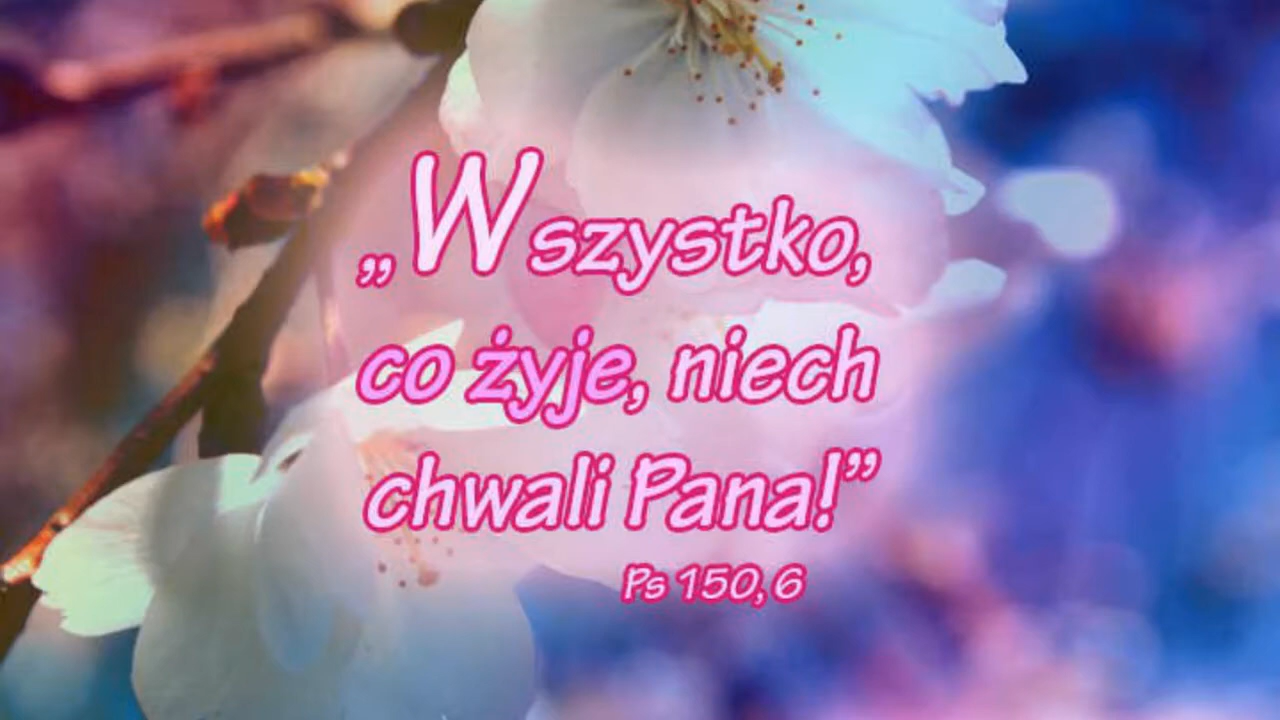 „Wszystko,
co żyje, niech
chwali Pana!”
Ps 150, 6